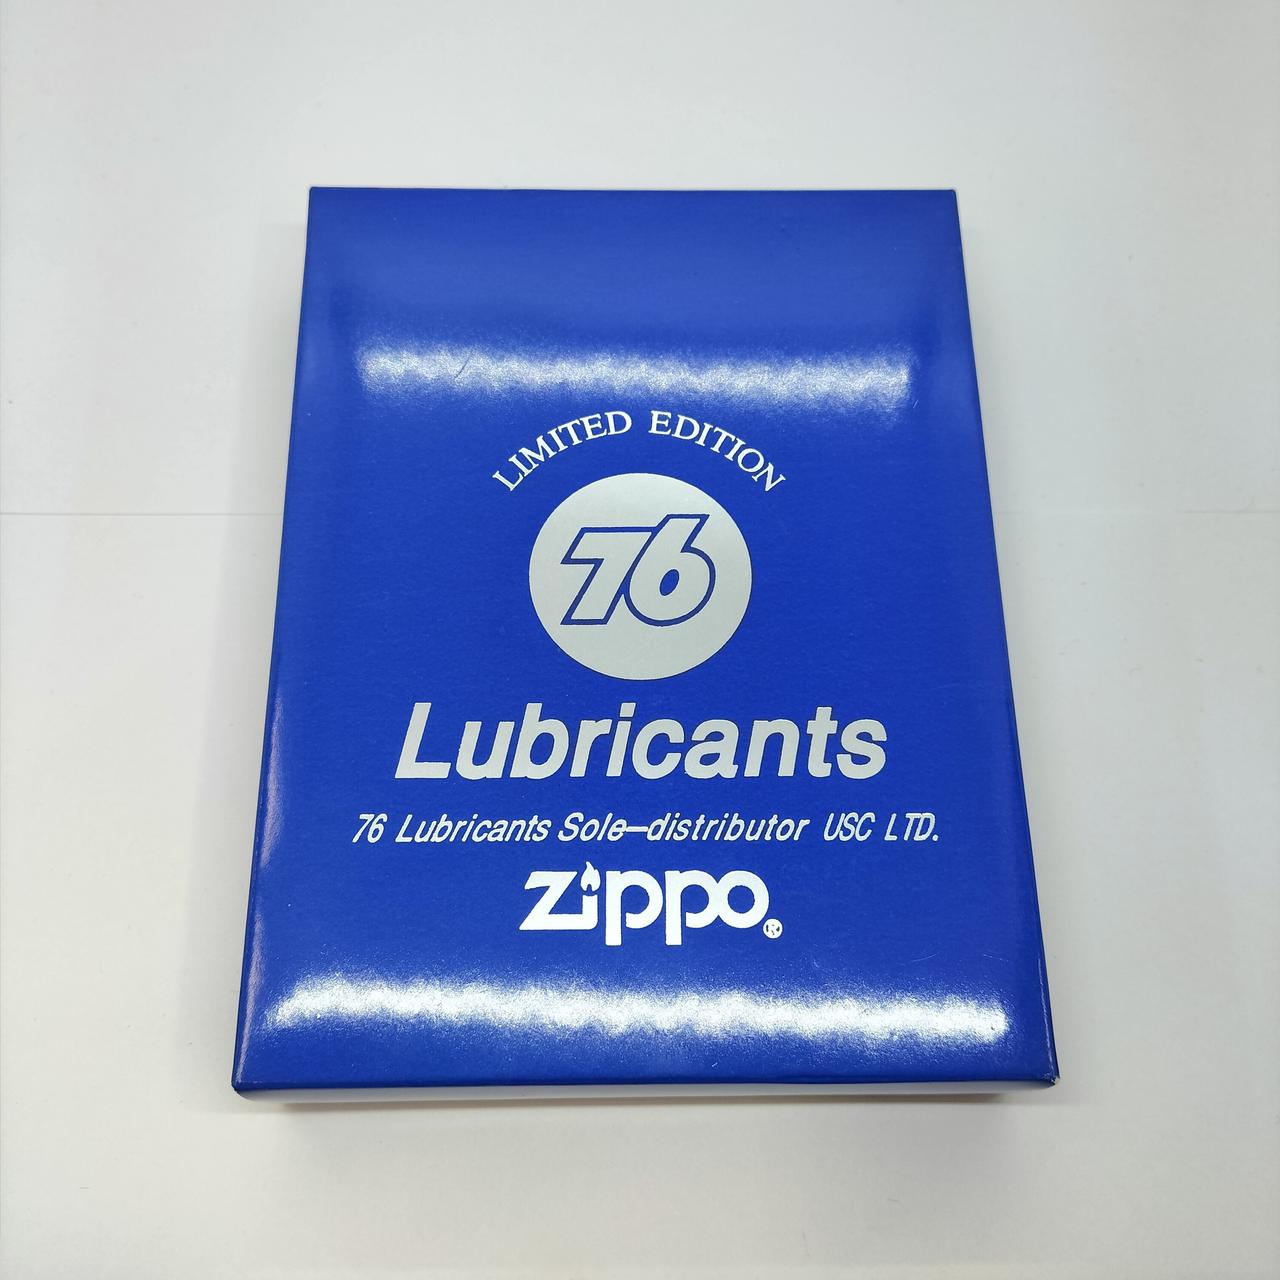 LIMITED EDITION
76
Lubricants
76 Lubricants Sole-distributor USC LTD.
zippo®